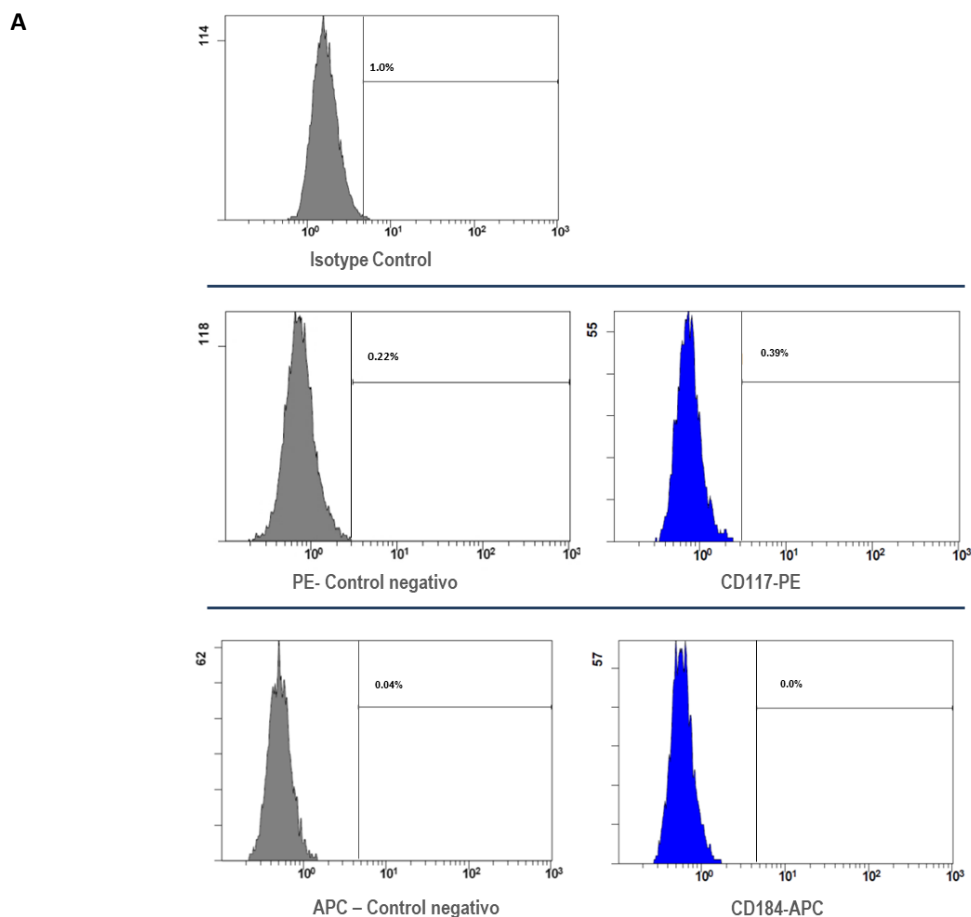 A
114
1.0%
10⁰ 10¹ 10² 10³
Isotype Control
118
0.22%
10⁰ 10¹ 10² 10³
PE- Control negativo
55
0.39%
10⁰ 10¹ 10² 10³
CD117-PE
62
0.04%
10⁰ 10¹ 10² 10³
APC – Control negativo
57
0.0%
10⁰ 10¹ 10² 10³
CD184-APC